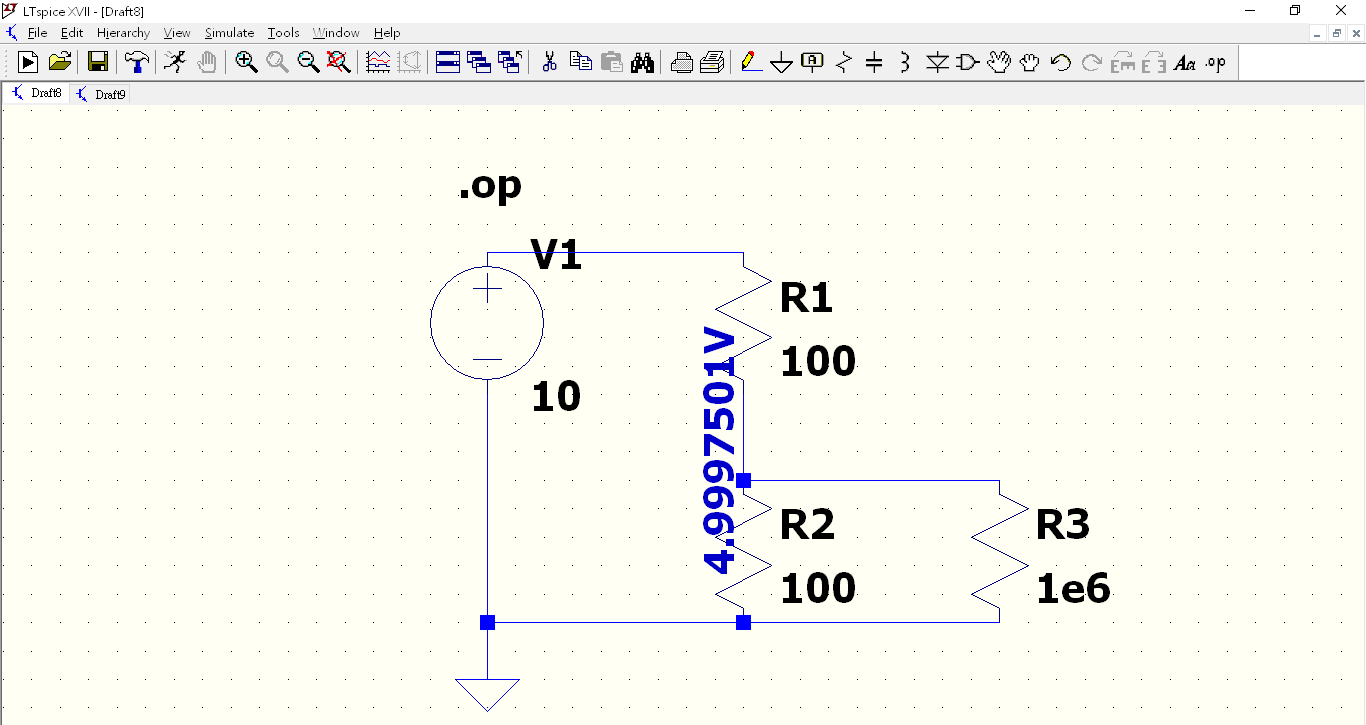 LTspice XVII - [Draft8]
File Edit Hierarchy View Simulate Tools Window Help
A Aa .op
Draft8 Draft9
.op
V1
10
R1
100
4.9997501V
R2
100
R3
1e6